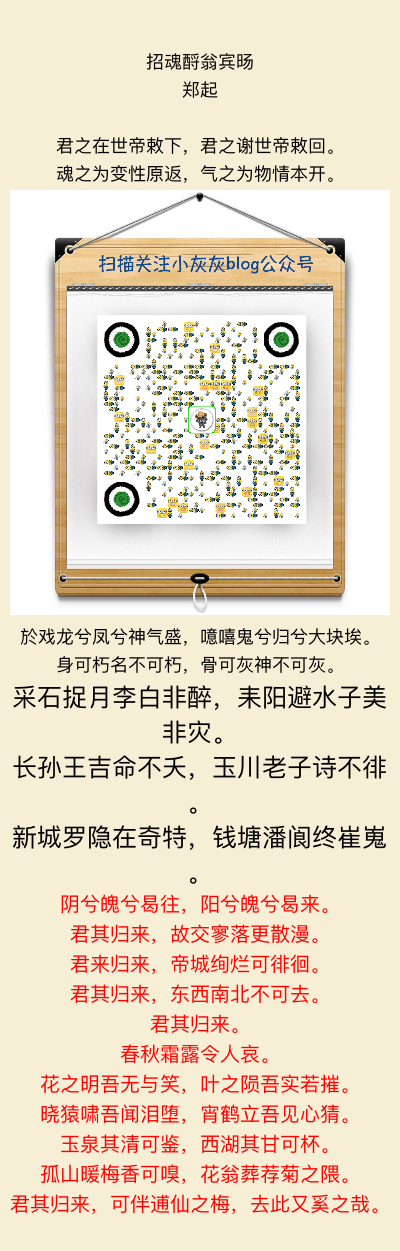 招魂酹翁宾旸
郑起
君之在世帝敕下，君之谢世帝敕回。
魂之为变性原返，气之为物情本开。
扫描关注小灰灰blog公众号
於戏龙兮凤兮神气盛，噫嘻鬼兮归兮大块埃。
身可朽名不可朽，骨可灰神不可灰。
采石捉月李白非醉，耒阳避水子美
非灾。
长孙王吉命不夭，玉川老子诗不徘
。
新城罗隐在奇特，钱塘潘阆终崔嵬
。
阴兮魄兮曷往，阳兮魄兮曷来。
君其归来，故交寥落更散漫。
君来归来，帝城绚烂可徘徊。
君其归来，东西南北不可去。
君其归来。
春秋霜露令人哀。
花之明吾无与笑，叶之陨吾实若摧。
晓猿啸吾闻泪堕，宵鹤立吾见心猜。
玉泉其清可鉴，西湖其甘可杯。
孤山暖梅香可嗅，花翁葬荐菊之隈。
君其归来，可伴逋仙之梅，去此又奚之哉。